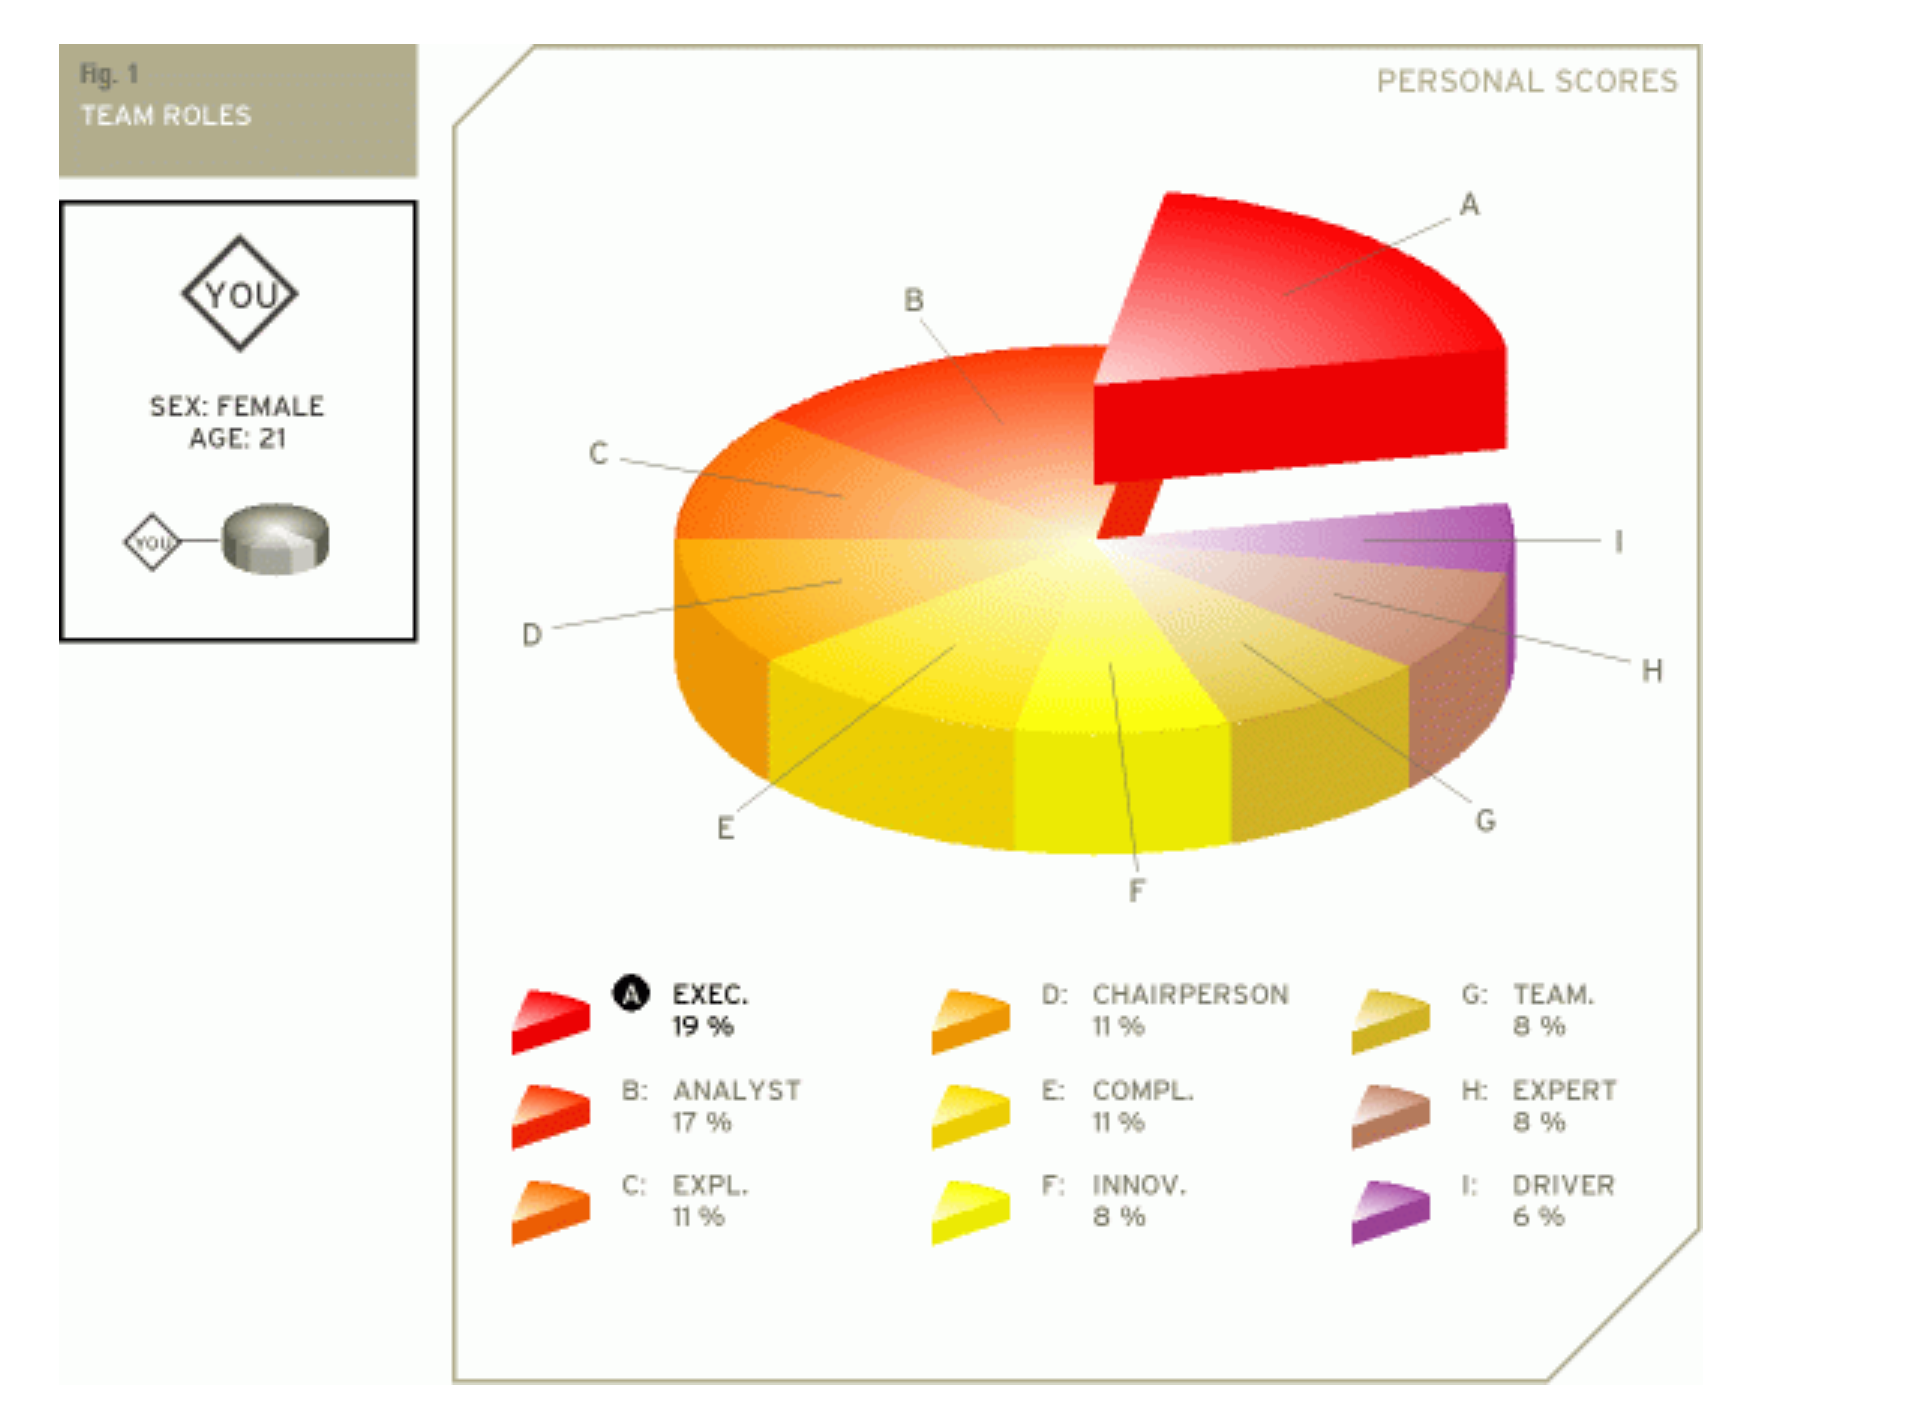 Fig. 1
TEAM ROLES
YOU
SEX: FEMALE
AGE: 21
YOU
PERSONAL SCORES
A
B
C
D
E
F
G
H
I
A EXEC.
19 %
B: ANALYST
17 %
C: EXPL.
11 %
D: CHAIRPERSON
11 %
E: COMPL.
11 %
F: INNOV.
8 %
G: TEAM.
8 %
H: EXPERT
8 %
I: DRIVER
6 %